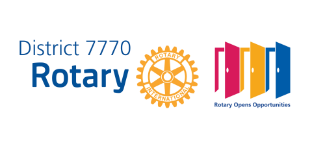 District 7770
Rotary
ROTARY
INTERNATIONAL
Rotary Opens Opportunities